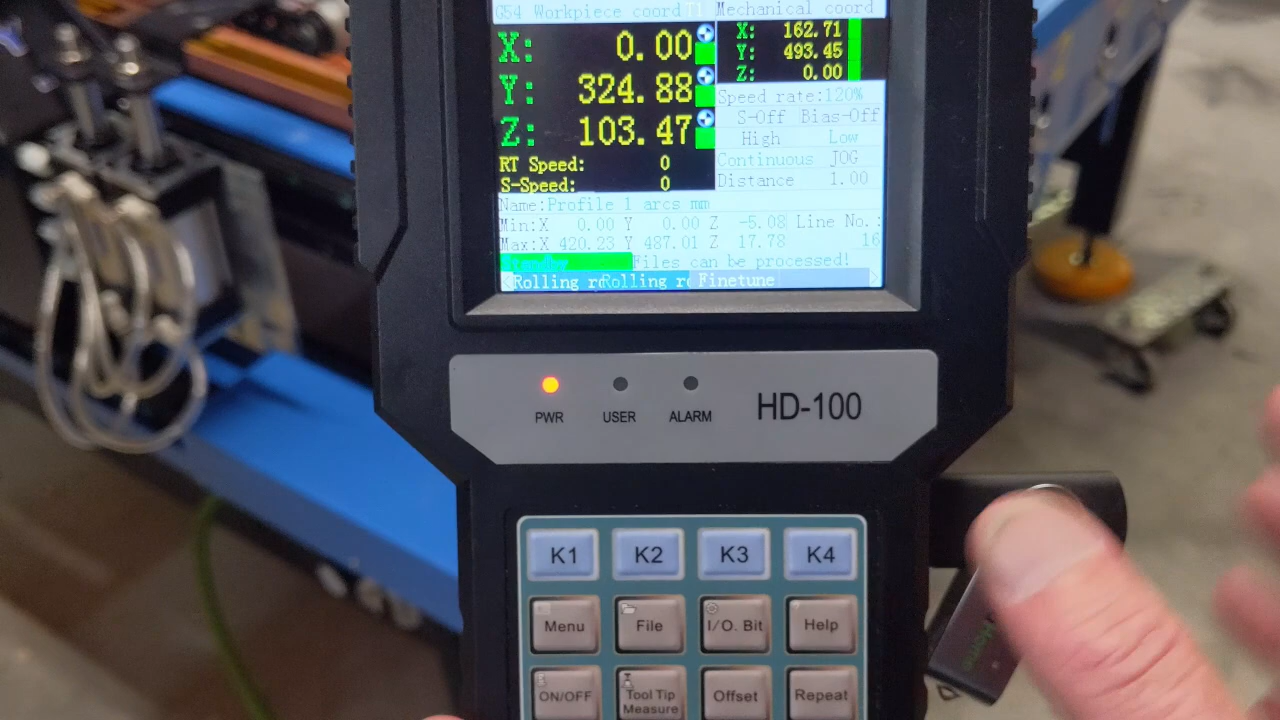 G54 Workpiece coord Mechanical coord
X: 0.00
Y: 324.88
Z: 103.47
RT Speed: 0
S-Speed: 0
X: 162.71
Y: 493.45
Z: 0.00
Speed rate:120%
S-Off Bias-Off
High Low
Continuous JOG
Distance 1.00
Name:Profile 1 arcs mm
Min:X 0.00 Y 0.00 Z -5.08 Line No.:
Max:X 420.23 Y 487.01 Z 17.78 16
Standby Files can be processed!
Rolling ro Rolling ro Finetune
PWR USER ALARM HD-100
K1 K2 K3 K4
Menu File I/O. Bit Help
ON/OFF Tool Tip Measure Offset Repeat